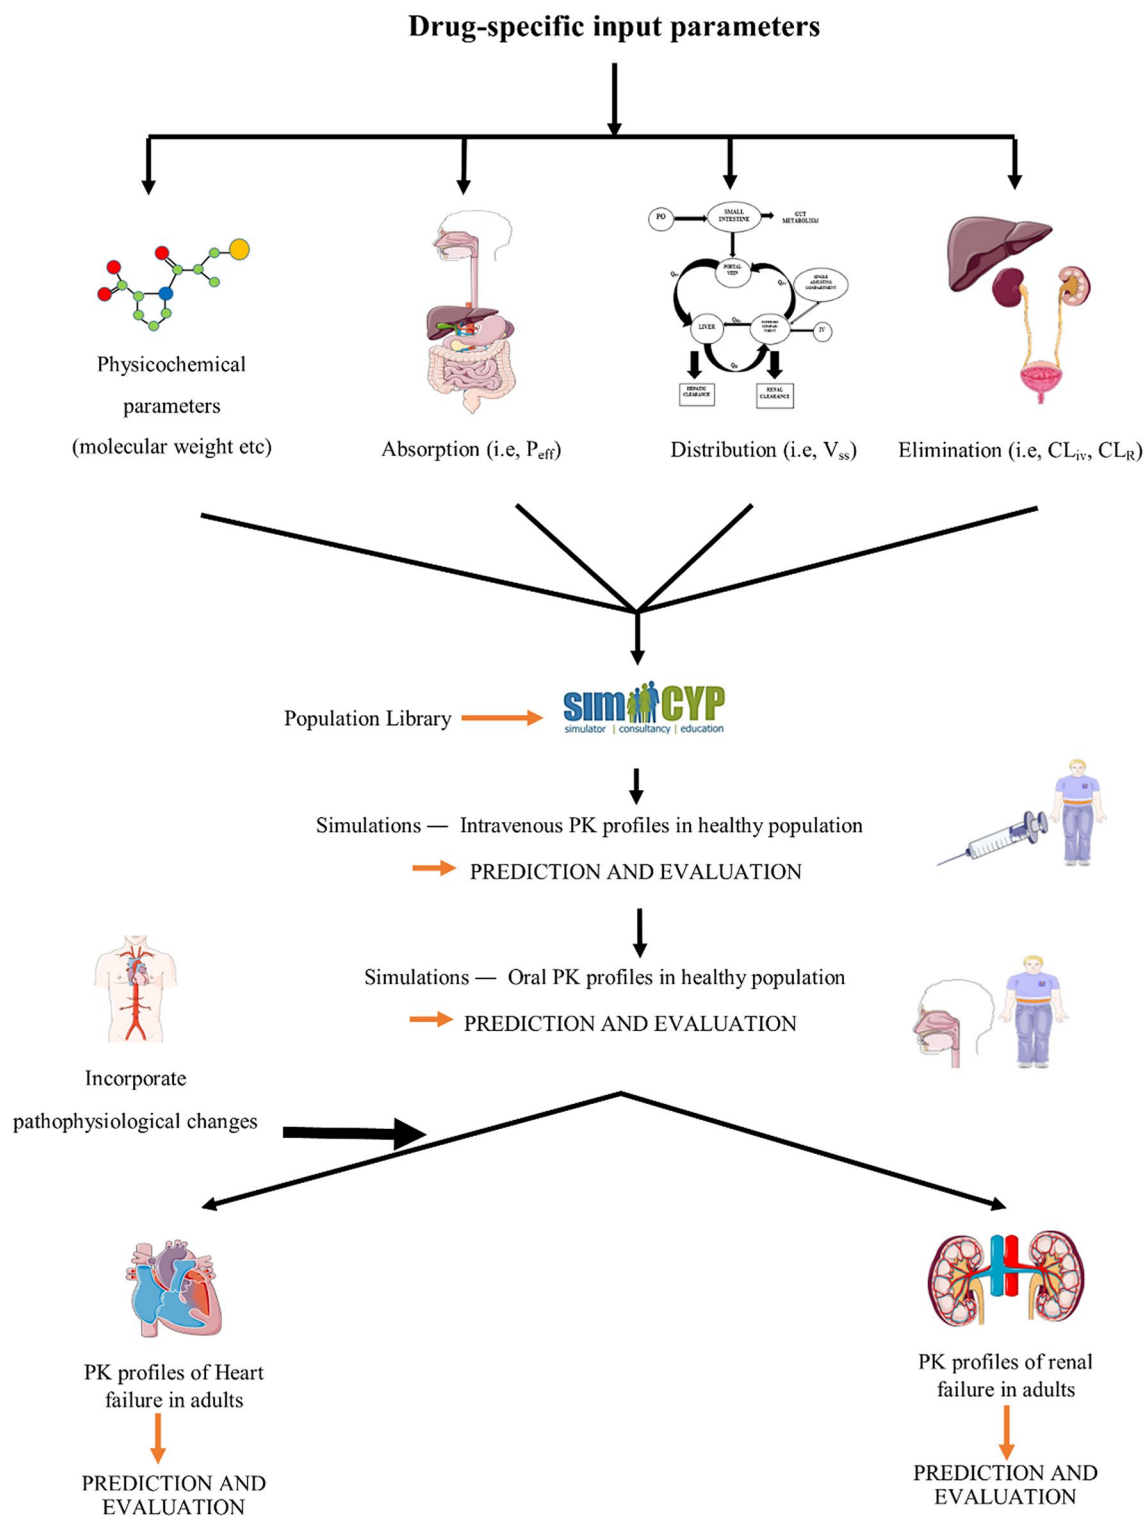 Drug-specific input parameters
PO
SMALL
INTESTINE
GUT
METABOLISM
PORTAL
VEIN
SINGLE
ADJUSTING
COMPARTMENT
LIVER
IV
HEPATIC
CLEARANCE
RENAL
CLEARANCE
Physicochemical
parameters
(molecular weight etc)
Absorption (i.e, Peff)
Distribution (i.e, Vss)
Elimination (i.e, CLiv, CLR)
Population Library
simCYP
simulator | consultancy | education
Simulations — Intravenous PK profiles in healthy population
PREDICTION AND EVALUATION
Simulations — Oral PK profiles in healthy population
PREDICTION AND EVALUATION
Incorporate
pathophysiological changes
PK profiles of Heart
failure in adults
PREDICTION AND
EVALUATION
PK profiles of renal
failure in adults
PREDICTION AND
EVALUATION